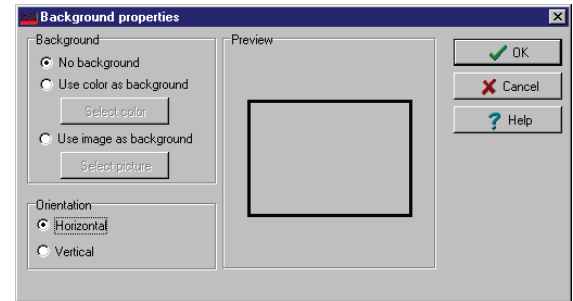 Background properties
Background
No background
Use color as background
Select color
Use image as background
Select picture
Orientation
Horizontal
Vertical
Preview
OK
Cancel
? Help